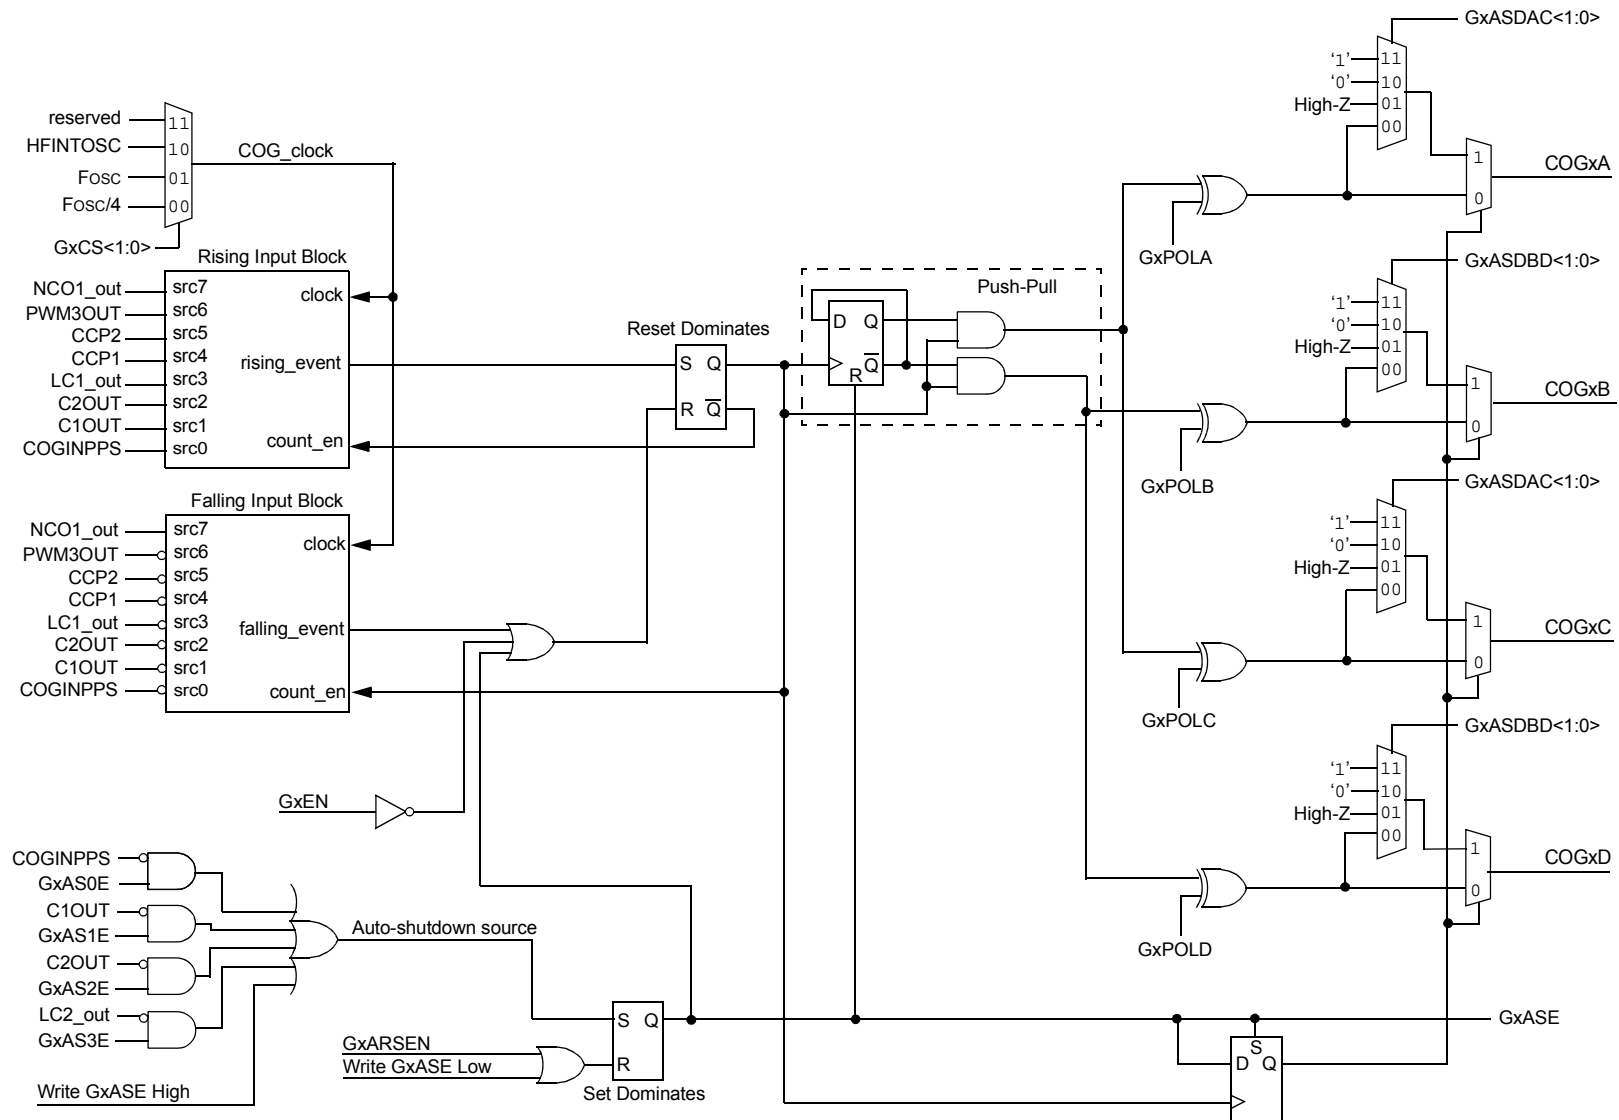 GxASDAC<1:0>
‘1’ 11
‘0’ 10
High-Z 01
00
1
0
COGxA
GxPOLA
reserved 11
HFINTOSC 10
Fosc 01
Fosc/4 00
GxCS<1:0>
COG_clock
Rising Input Block
NCO1_out src7
PWM3OUT src6
CCP2 src5
CCP1 src4
LC1_out src3
C2OUT src2
C1OUT src1
COGINPPS src0
clock
rising_event
count_en
Reset Dominates
S Q
R Q
Push-Pull
D Q
R Q
GxASDBD<1:0>
‘1’ 11
‘0’ 10
High-Z 01
00
1
0
COGxB
GxPOLB
Falling Input Block
NCO1_out src7
PWM3OUT src6
CCP2 src5
CCP1 src4
LC1_out src3
C2OUT src2
C1OUT src1
COGINPPS src0
clock
falling_event
count_en
GxASDAC<1:0>
‘1’ 11
‘0’ 10
High-Z 01
00
1
0
COGxC
GxPOLC
GxASDBD<1:0>
‘1’ 11
‘0’ 10
High-Z 01
00
1
0
COGxD
GxPOLD
GxEN
COGINPPS
GxAS0E
C1OUT
GxAS1E
C2OUT
GxAS2E
LC2_out
GxAS3E
Write GxASE High
Auto-shutdown source
GxARSEN
Write GxASE Low
S Q
R
Set Dominates
GxASE
S
D Q